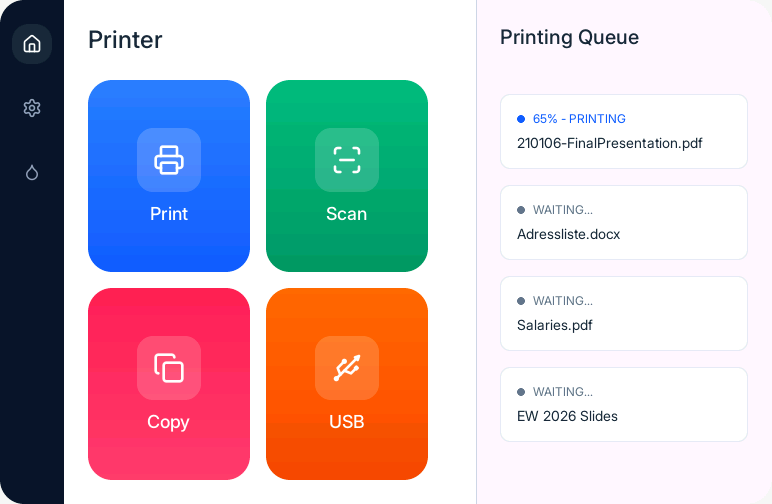 Printer
Print
Scan
Copy
USB
Printing Queue
65% - PRINTING
210106-FinalPresentation.pdf
WAITING...
Adressliste.docx
WAITING...
Salaries.pdf
WAITING...
EW 2026 Slides